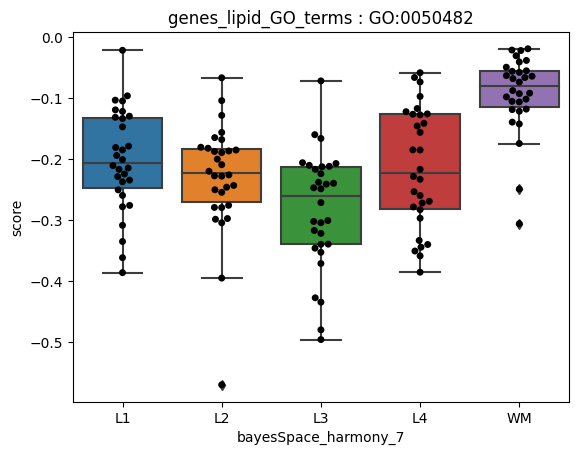 genes_lipid_GO_terms : GO:0050482
0.0
−0.1
−0.2
−0.3
−0.4
−0.5
score
L1 L2 L3 L4 WM
bayesSpace_harmony_7